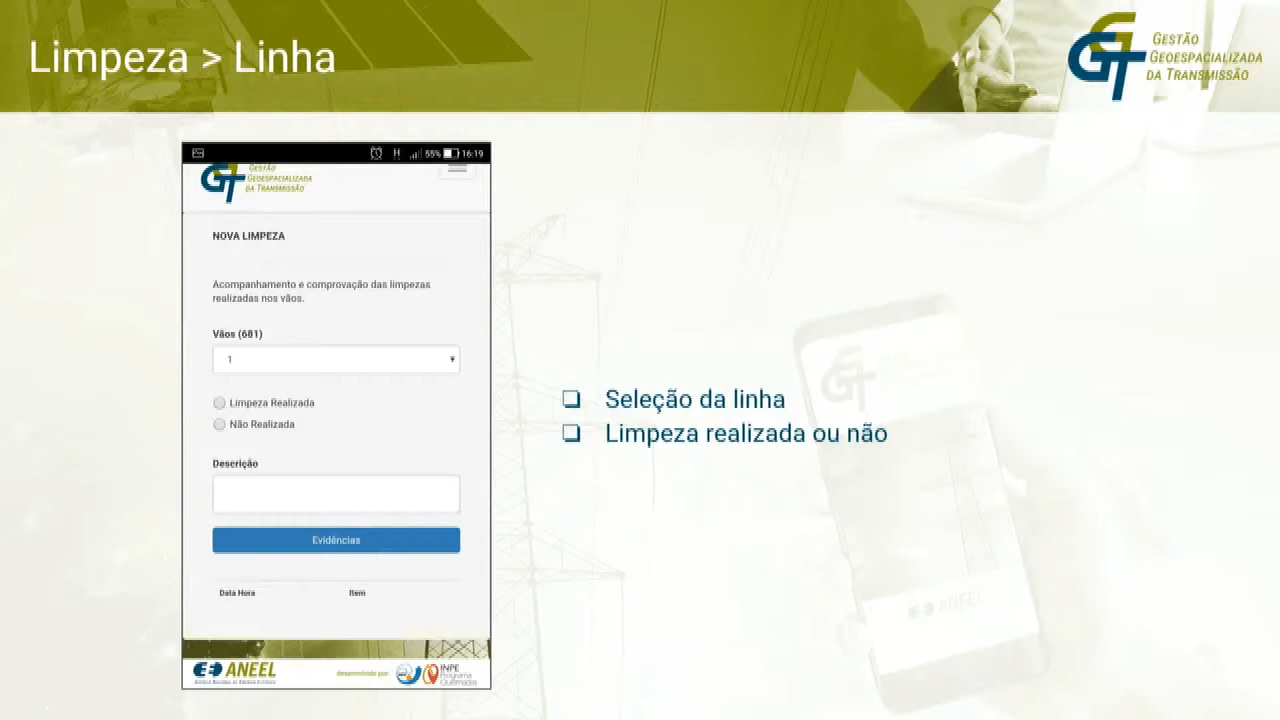 Limpeza > Linha
GESTÃO
GEOESPACIALIZADA
DA TRANSMISSÃO
55% 16:19
GESTÃO
GEOESPACIALIZADA
DA TRANSMISSÃO
NOVA LIMPEZA
Acompanhamento e comprovação das limpezas
realizadas nos vãos.
Vãos (681)
1
Limpeza Realizada
Não Realizada
Descrição
Evidências
Data Hora Item
Seleção da linha
Limpeza realizada ou não
ANEEL
desenvolvido por:
INPE
Programa
Queimadas
ANEEL